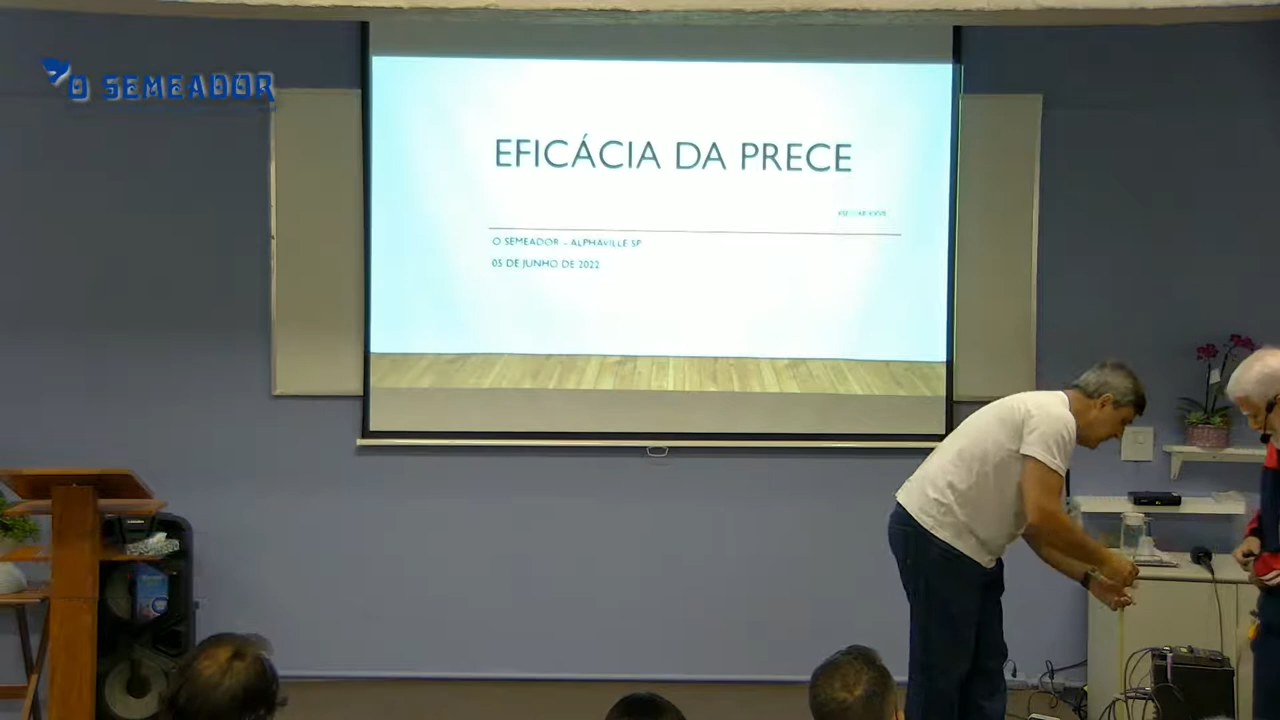 O SEMEADOR
EFICÁCIA DA PRECE
O SEMEADOR - ALPHAVILLE SP
05 DE JUNHO DE 2022